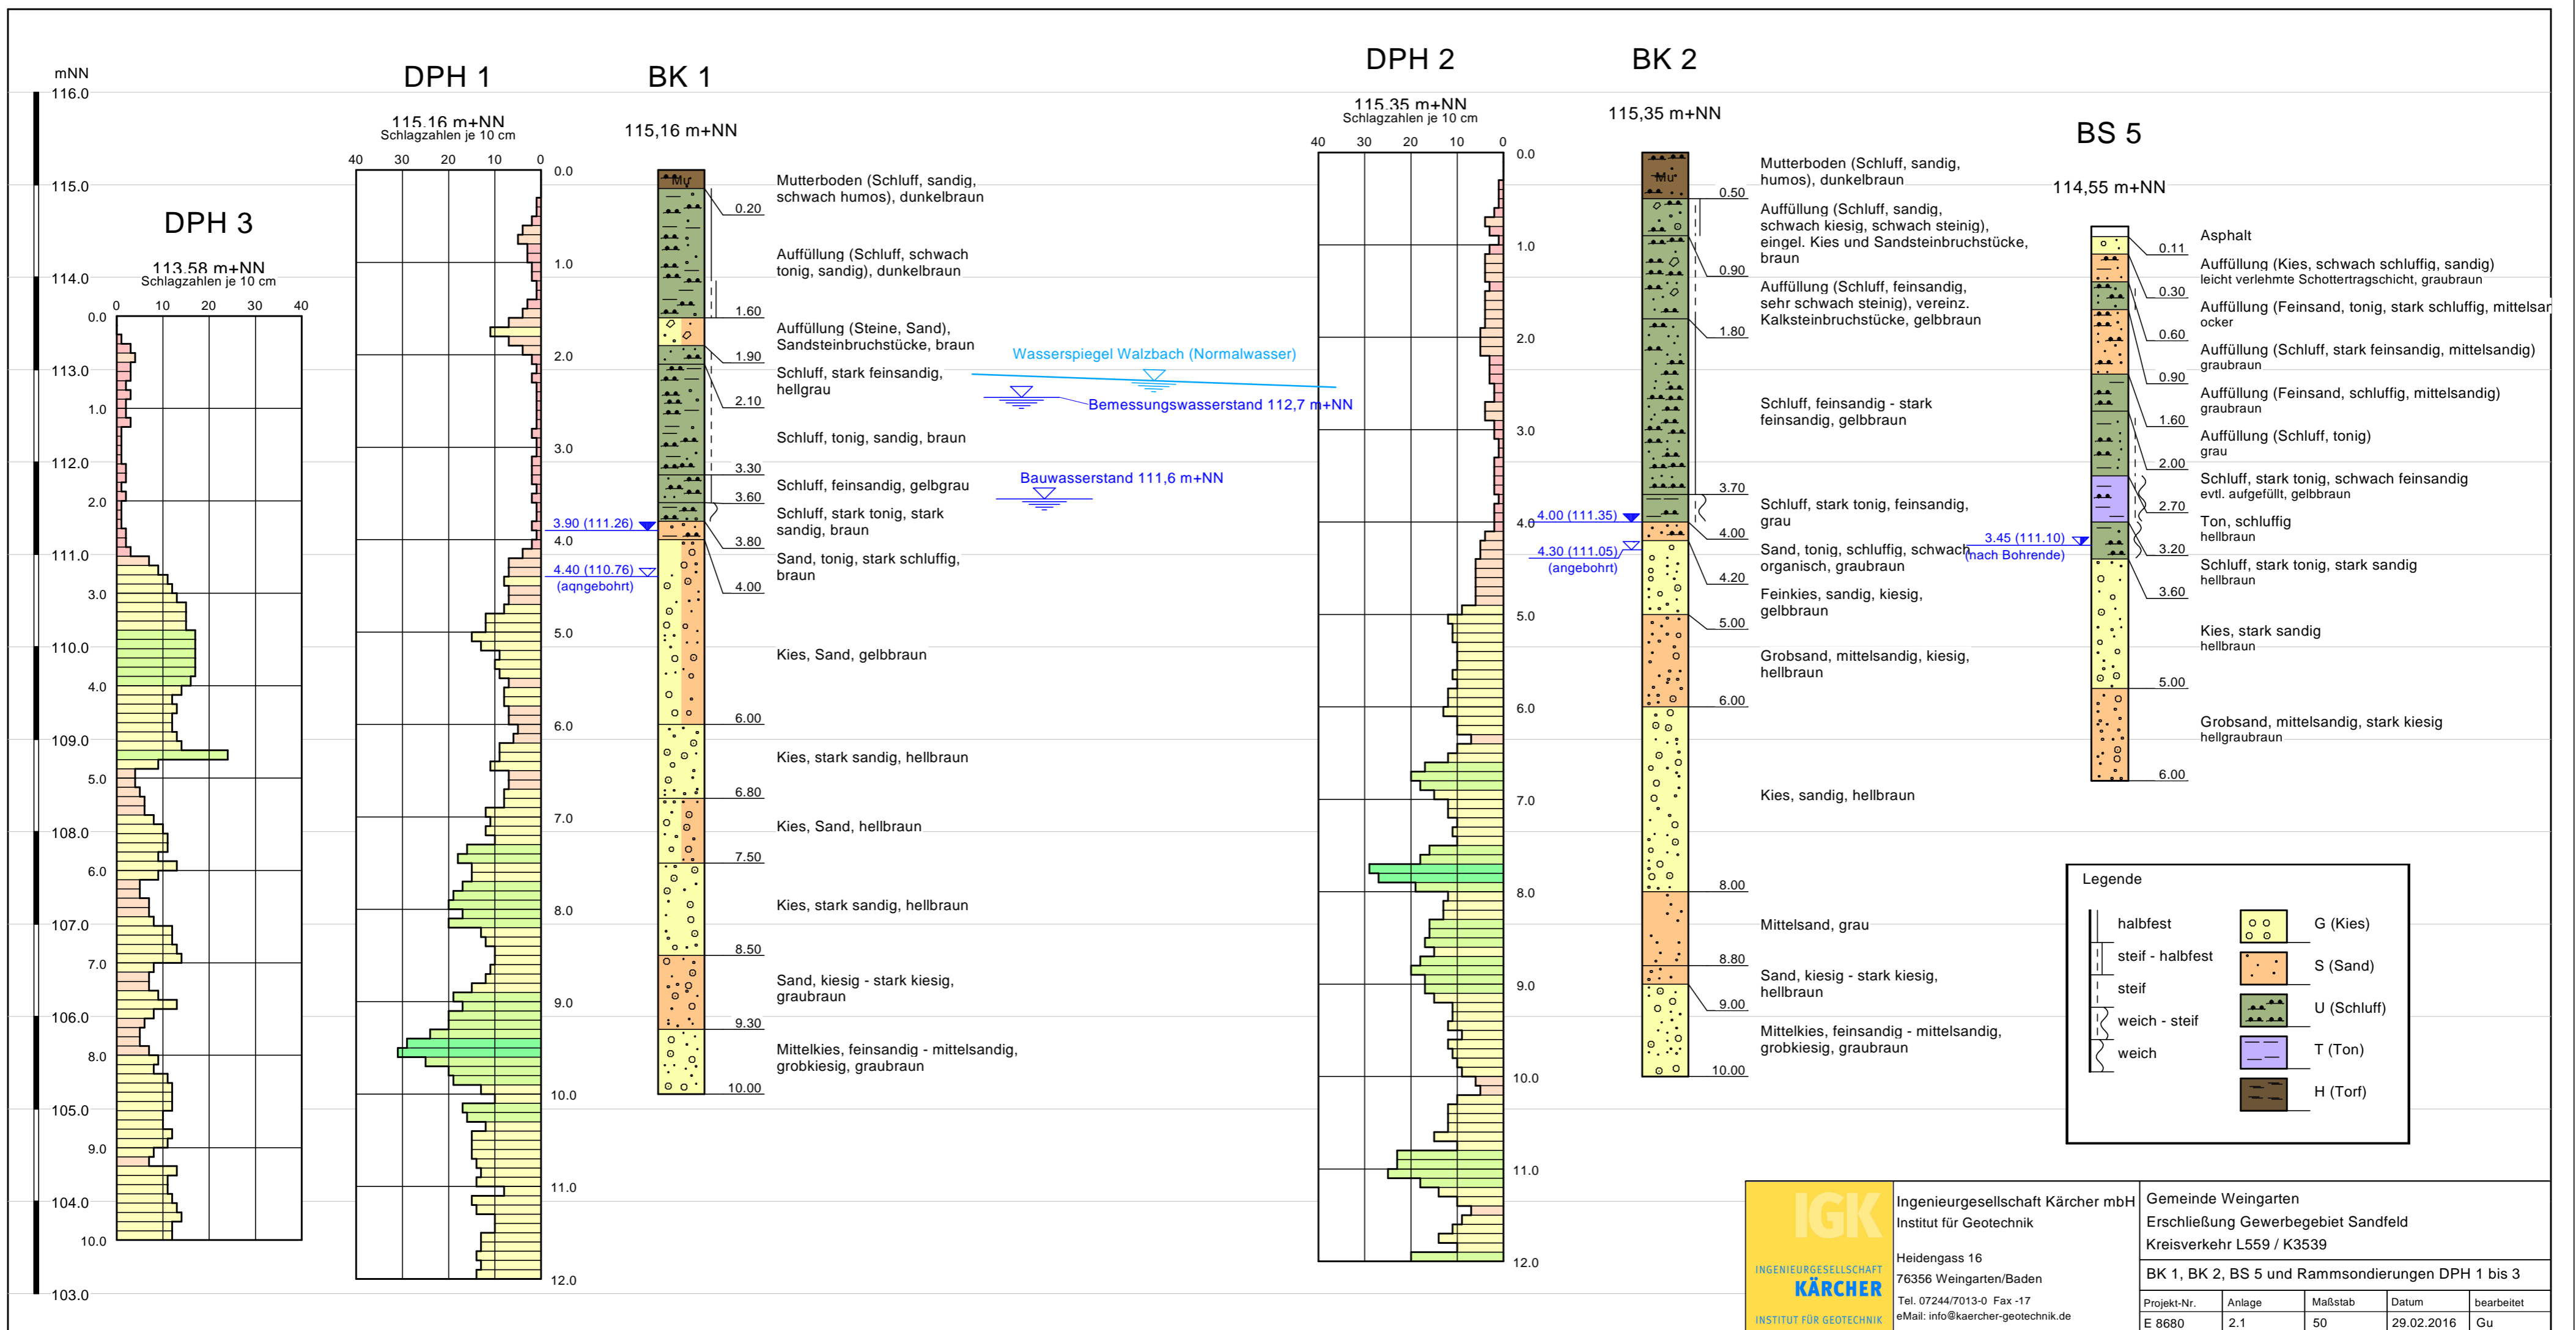 mNN
116.0
115.0
114.0
113.0
112.0
111.0
110.0
109.0
108.0
107.0
106.0
105.0
104.0
103.0
DPH 3
113.58 m+NN
Schlagzahlen je 10 cm
0 10 20 30 40
0.0
1.0
2.0
3.0
4.0
5.0
6.0
7.0
8.0
9.0
10.0
DPH 1
115.16 m+NN
Schlagzahlen je 10 cm
40 30 20 10 0
0.0
1.0
2.0
3.0
4.0
5.0
6.0
7.0
8.0
9.0
10.0
11.0
12.0
BK 1
115,16 m+NN
Mu
Mutterboden (Schluff, sandig,
schwach humos), dunkelbraun
0.20
Auffüllung (Schluff, schwach
tonig, sandig), dunkelbraun
1.60
Auffüllung (Steine, Sand),
Sandsteinbruchstücke, braun
1.90
Schluff, stark feinsandig,
hellgrau
2.10
Schluff, tonig, sandig, braun
3.30
Schluff, feinsandig, gelbgrau
3.60
Schluff, stark tonig, stark
sandig, braun
3.80
Sand, tonig, stark schluffig,
braun
4.00
Kies, Sand, gelbbraun
6.00
Kies, stark sandig, hellbraun
6.80
Kies, Sand, hellbraun
7.50
Kies, stark sandig, hellbraun
8.50
Sand, kiesig - stark kiesig,
graubraun
9.30
Mittelkies, feinsandig - mittelsandig,
grobkiesig, graubraun
10.00
3.90 (111.26)
4.40 (110.76)
(aqngebohrt)
Wasserspiegel Walzbach (Normalwasser)
Bemessungswasserstand 112,7 m+NN
Bauwasserstand 111,6 m+NN
DPH 2
115.35 m+NN
Schlagzahlen je 10 cm
40 30 20 10 0
0.0
1.0
2.0
3.0
4.0
5.0
6.0
7.0
8.0
9.0
10.0
11.0
12.0
BK 2
115,35 m+NN
Mu
Mutterboden (Schluff, sandig,
humos), dunkelbraun
0.50
Auffüllung (Schluff, sandig,
schwach kiesig, schwach steinig),
eingel. Kies und Sandsteinbruchstücke,
braun
0.90
Auffüllung (Schluff, feinsandig,
sehr schwach steinig), vereinz.
Kalksteinbruchstücke, gelbbraun
1.80
Schluff, feinsandig - stark
feinsandig, gelbbraun
3.70
Schluff, stark tonig, feinsandig,
grau
4.00
Sand, tonig, schluffig, schwach
organisch, graubraun
4.20
Feinkies, sandig, kiesig,
gelbbraun
5.00
Grobsand, mittelsandig, kiesig,
hellbraun
6.00
Kies, sandig, hellbraun
8.00
Mittelsand, grau
8.80
Sand, kiesig - stark kiesig,
hellbraun
9.00
Mittelkies, feinsandig - mittelsandig,
grobkiesig, graubraun
10.00
4.00 (111.35)
4.30 (111.05)
(angebohrt)
BS 5
114,55 m+NN
Asphalt
0.11
Auffüllung (Kies, schwach schluffig, sandig)
leicht verlehmte Schottertragschicht, graubraun
0.30
Auffüllung (Feinsand, tonig, stark schluffig, mittelsan
ocker
0.60
Auffüllung (Schluff, stark feinsandig, mittelsandig)
graubraun
0.90
Auffüllung (Feinsand, schluffig, mittelsandig)
graubraun
1.60
Auffüllung (Schluff, tonig)
grau
2.00
Schluff, stark tonig, schwach feinsandig
evtl. aufgefüllt, gelbbraun
2.70
Ton, schluffig
hellbraun
3.20
Schluff, stark tonig, stark sandig
hellbraun
3.60
Kies, stark sandig
hellbraun
5.00
Grobsand, mittelsandig, stark kiesig
hellgraubraun
6.00
3.45 (111.10)
(nach Bohrende)
Legende
halbfest
steif - halbfest
steif
weich - steif
weich
G (Kies)
S (Sand)
U (Schluff)
T (Ton)
H (Torf)
IGK
INGENIEURGESELLSCHAFT
KÄRCHER
INSTITUT FÜR GEOTECHNIK
Ingenieurgesellschaft Kärcher mbH
Institut für Geotechnik
Heidengass 16
76356 Weingarten/Baden
Tel. 07244/7013-0 Fax -17
eMail: info@kaercher-geotechnik.de
Gemeinde Weingarten
Erschließung Gewerbegebiet Sandfeld
Kreisverkehr L559 / K3539
BK 1, BK 2, BS 5 und Rammsondierungen DPH 1 bis 3
Projekt-Nr. Anlage Maßstab Datum bearbeitet
E 8680 2.1 50 29.02.2016 Gu